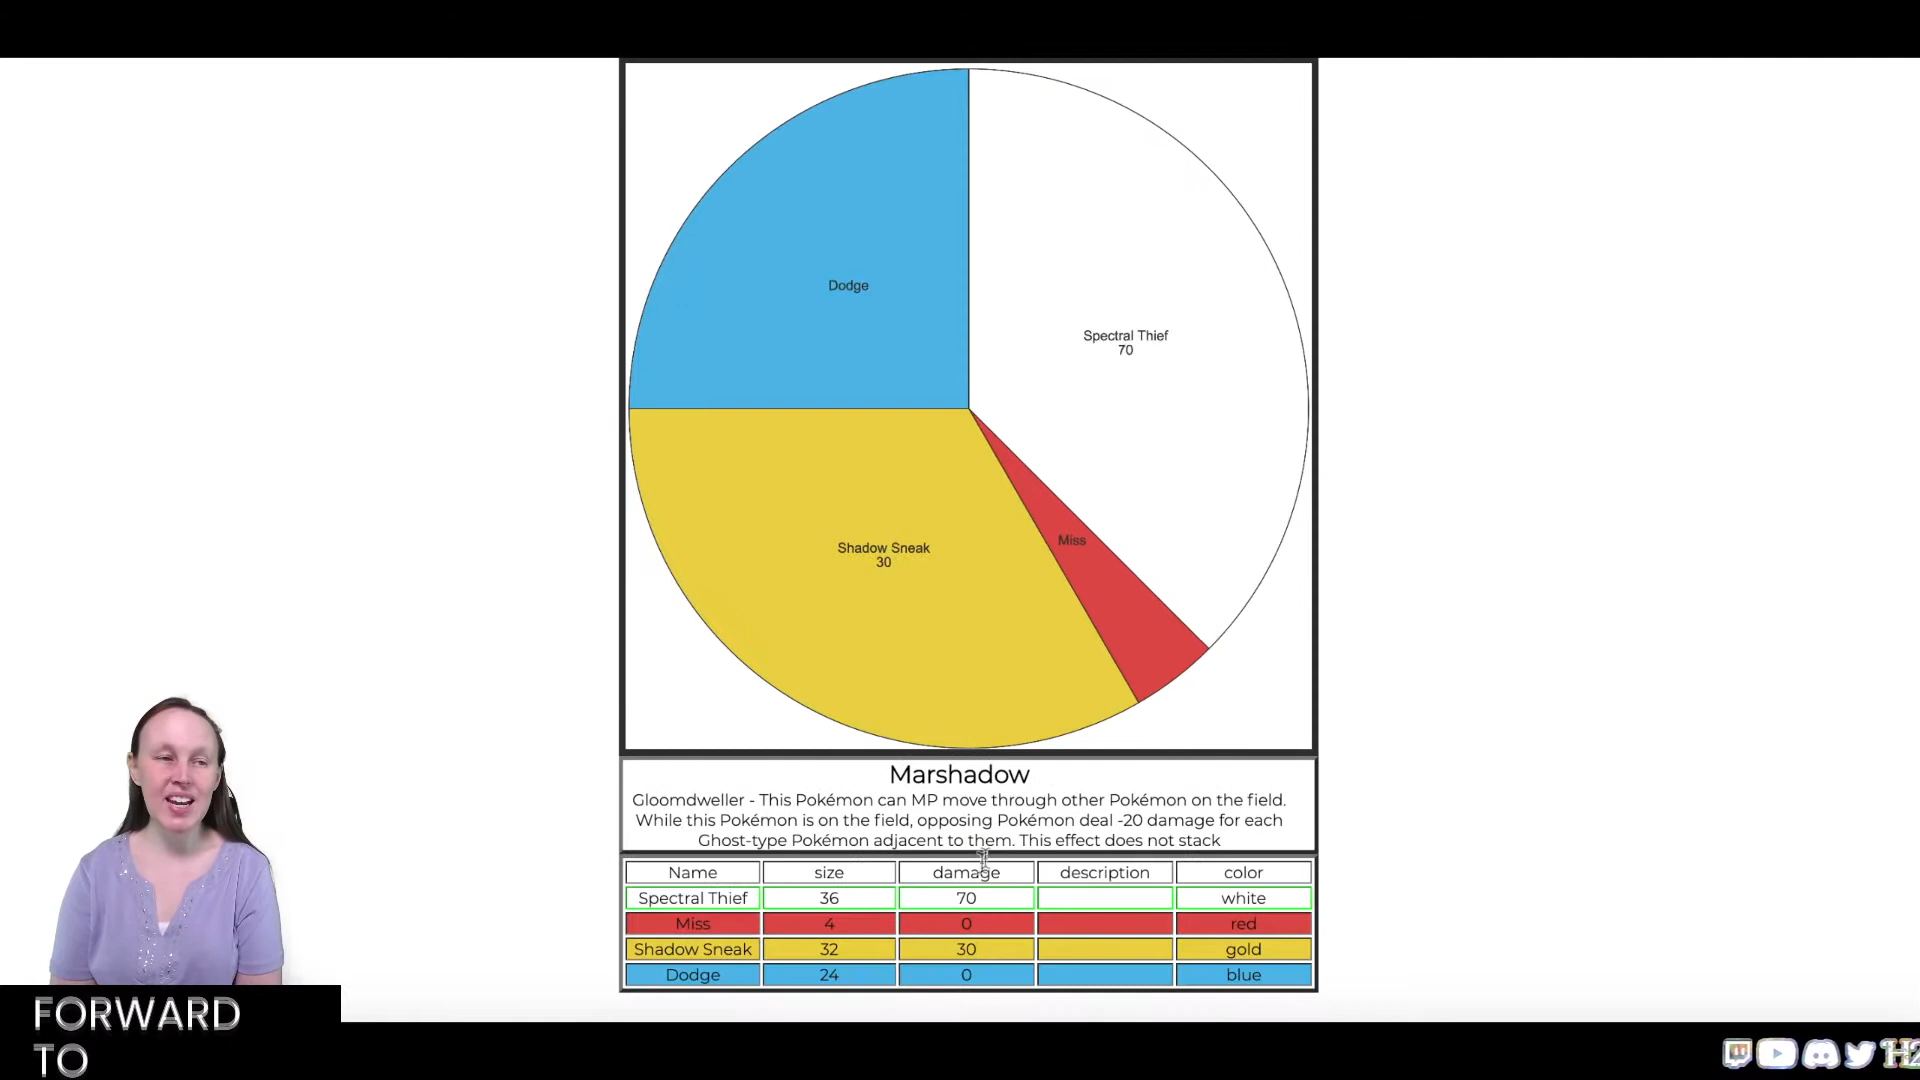 Dodge
Spectral Thief
70
Miss
Shadow Sneak
30
Marshadow
Gloomdweller - This Pokémon can MP move through other Pokémon on the field.
While this Pokémon is on the field, opposing Pokémon deal -20 damage for each
Ghost-type Pokémon adjacent to them. This effect does not stack
Name size damage description color
Spectral Thief 36 70 white
Miss 4 0 red
Shadow Sneak 32 30 gold
Dodge 24 0 blue
FORWARD
TO